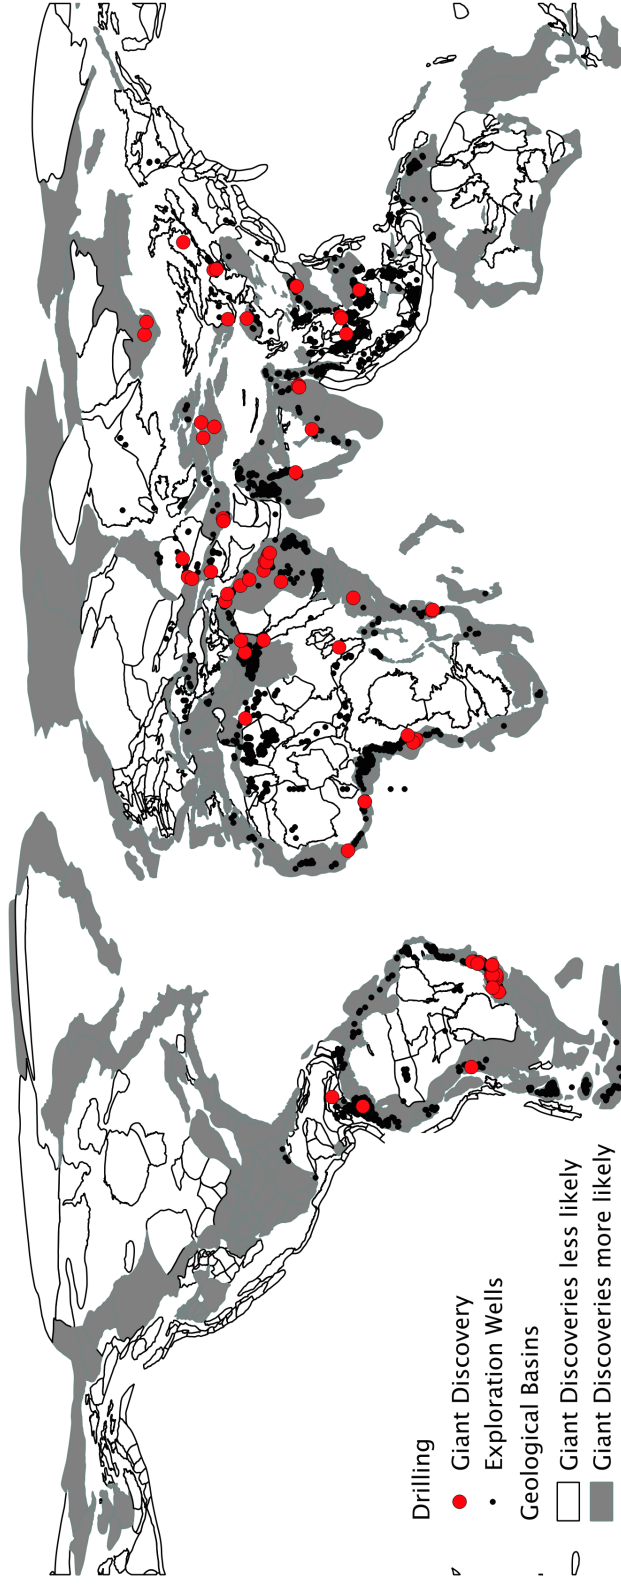 Drilling
Giant Discovery
Exploration Wells
Geological Basins
Giant Discoveries less likely
Giant Discoveries more likely